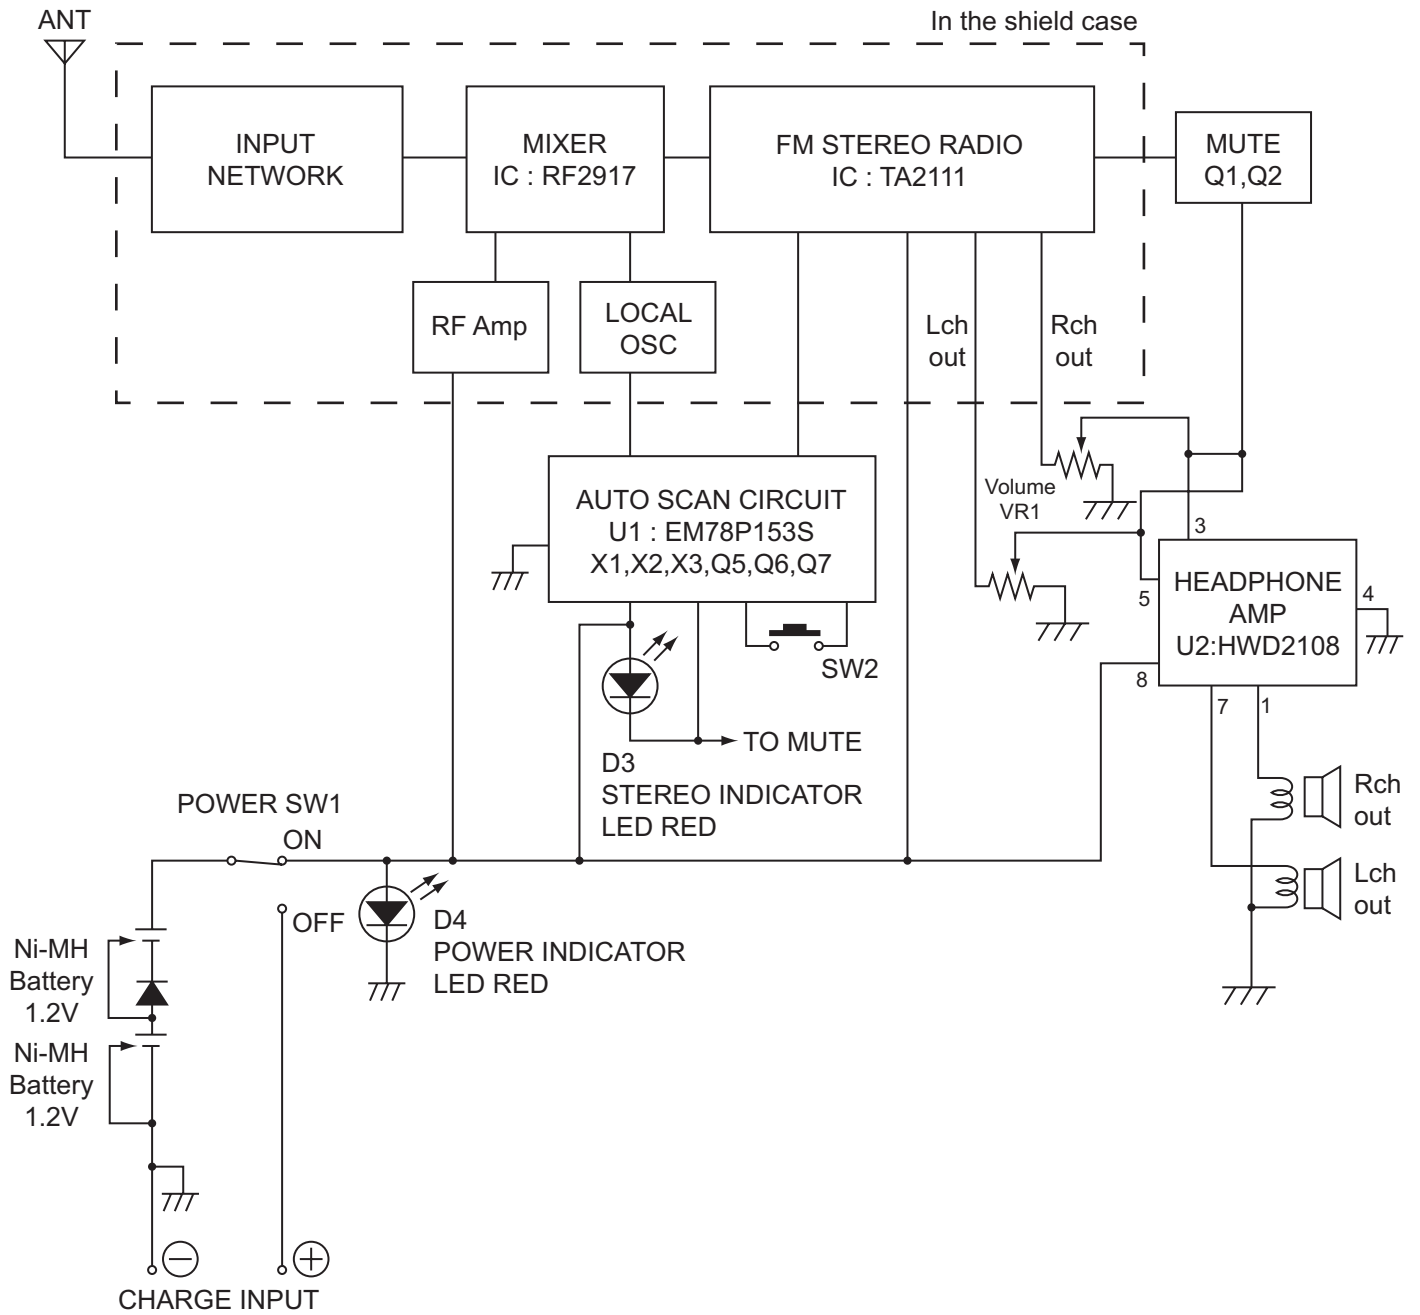 ANT
In the shield case
INPUT
NETWORK
MIXER
IC : RF2917
FM STEREO RADIO
IC : TA2111
MUTE
Q1,Q2
RF Amp
LOCAL
OSC
Lch
out
Rch
out
AUTO SCAN CIRCUIT
U1 : EM78P153S
X1,X2,X3,Q5,Q6,Q7
Volume
VR1
3
5
HEADPHONE
AMP
U2:HWD2108
4
8
7
1
SW2
TO MUTE
D3
STEREO INDICATOR
LED RED
Rch
out
Lch
out
POWER SW1
ON
OFF
D4
POWER INDICATOR
LED RED
Ni-MH
Battery
1.2V
Ni-MH
Battery
1.2V
CHARGE INPUT